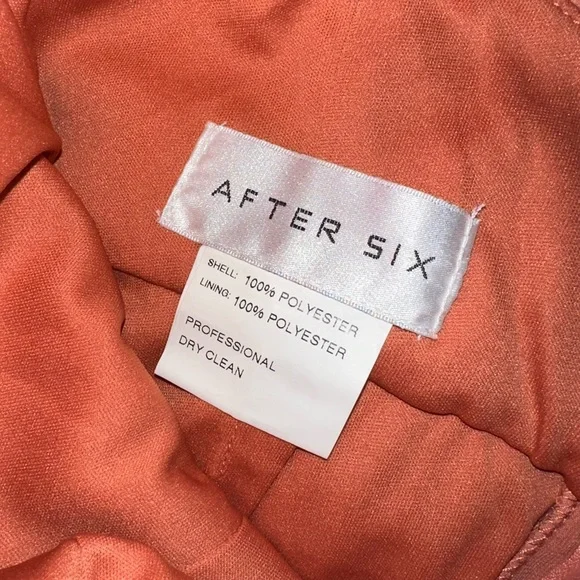 AFTER SIX
SHELL: 100% POLYESTER
LINING: 100% POLYESTER
PROFESSIONAL
DRY CLEAN